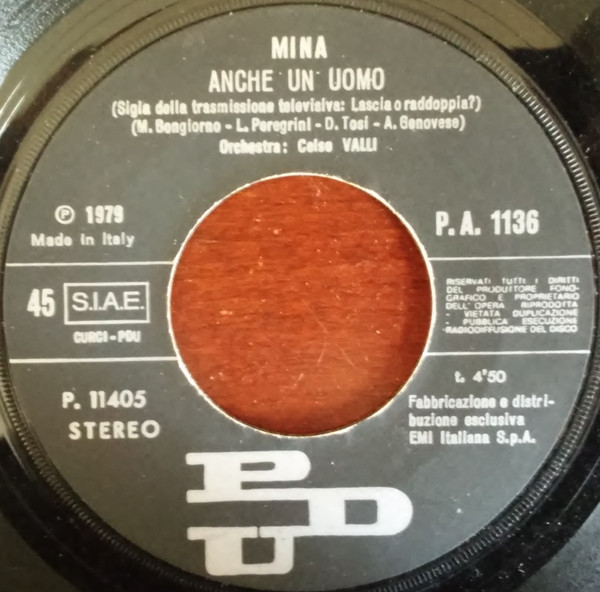 MINA
ANCHE UN UOMO
(Sigla della trasmissione televisiva: Lascia o raddoppia?)
(M. Bongiorno - L. Peregrini - D. Tosi - A. Genovese)
Orchestra: Celso VALLI
℗ 1979
Made in Italy
P.A. 1136
45 S.I.A.E.
CURCI - PDU
RISERVATI TUTTI I DIRITTI
DEL PRODUTTORE FONO-
GRAFICO E PROPRIETARIO
DELL'OPERA RIPRODOTTA
- VIETATA DUPLICAZIONE
- PUBBLICA ESECUZIONE
- RADIODIFFUSIONE DEL DISCO
P. 11405
STEREO
t. 4'50
Fabbricazione e distri-
buzione esclusiva
EMI Italiana S.p.A.
PDU